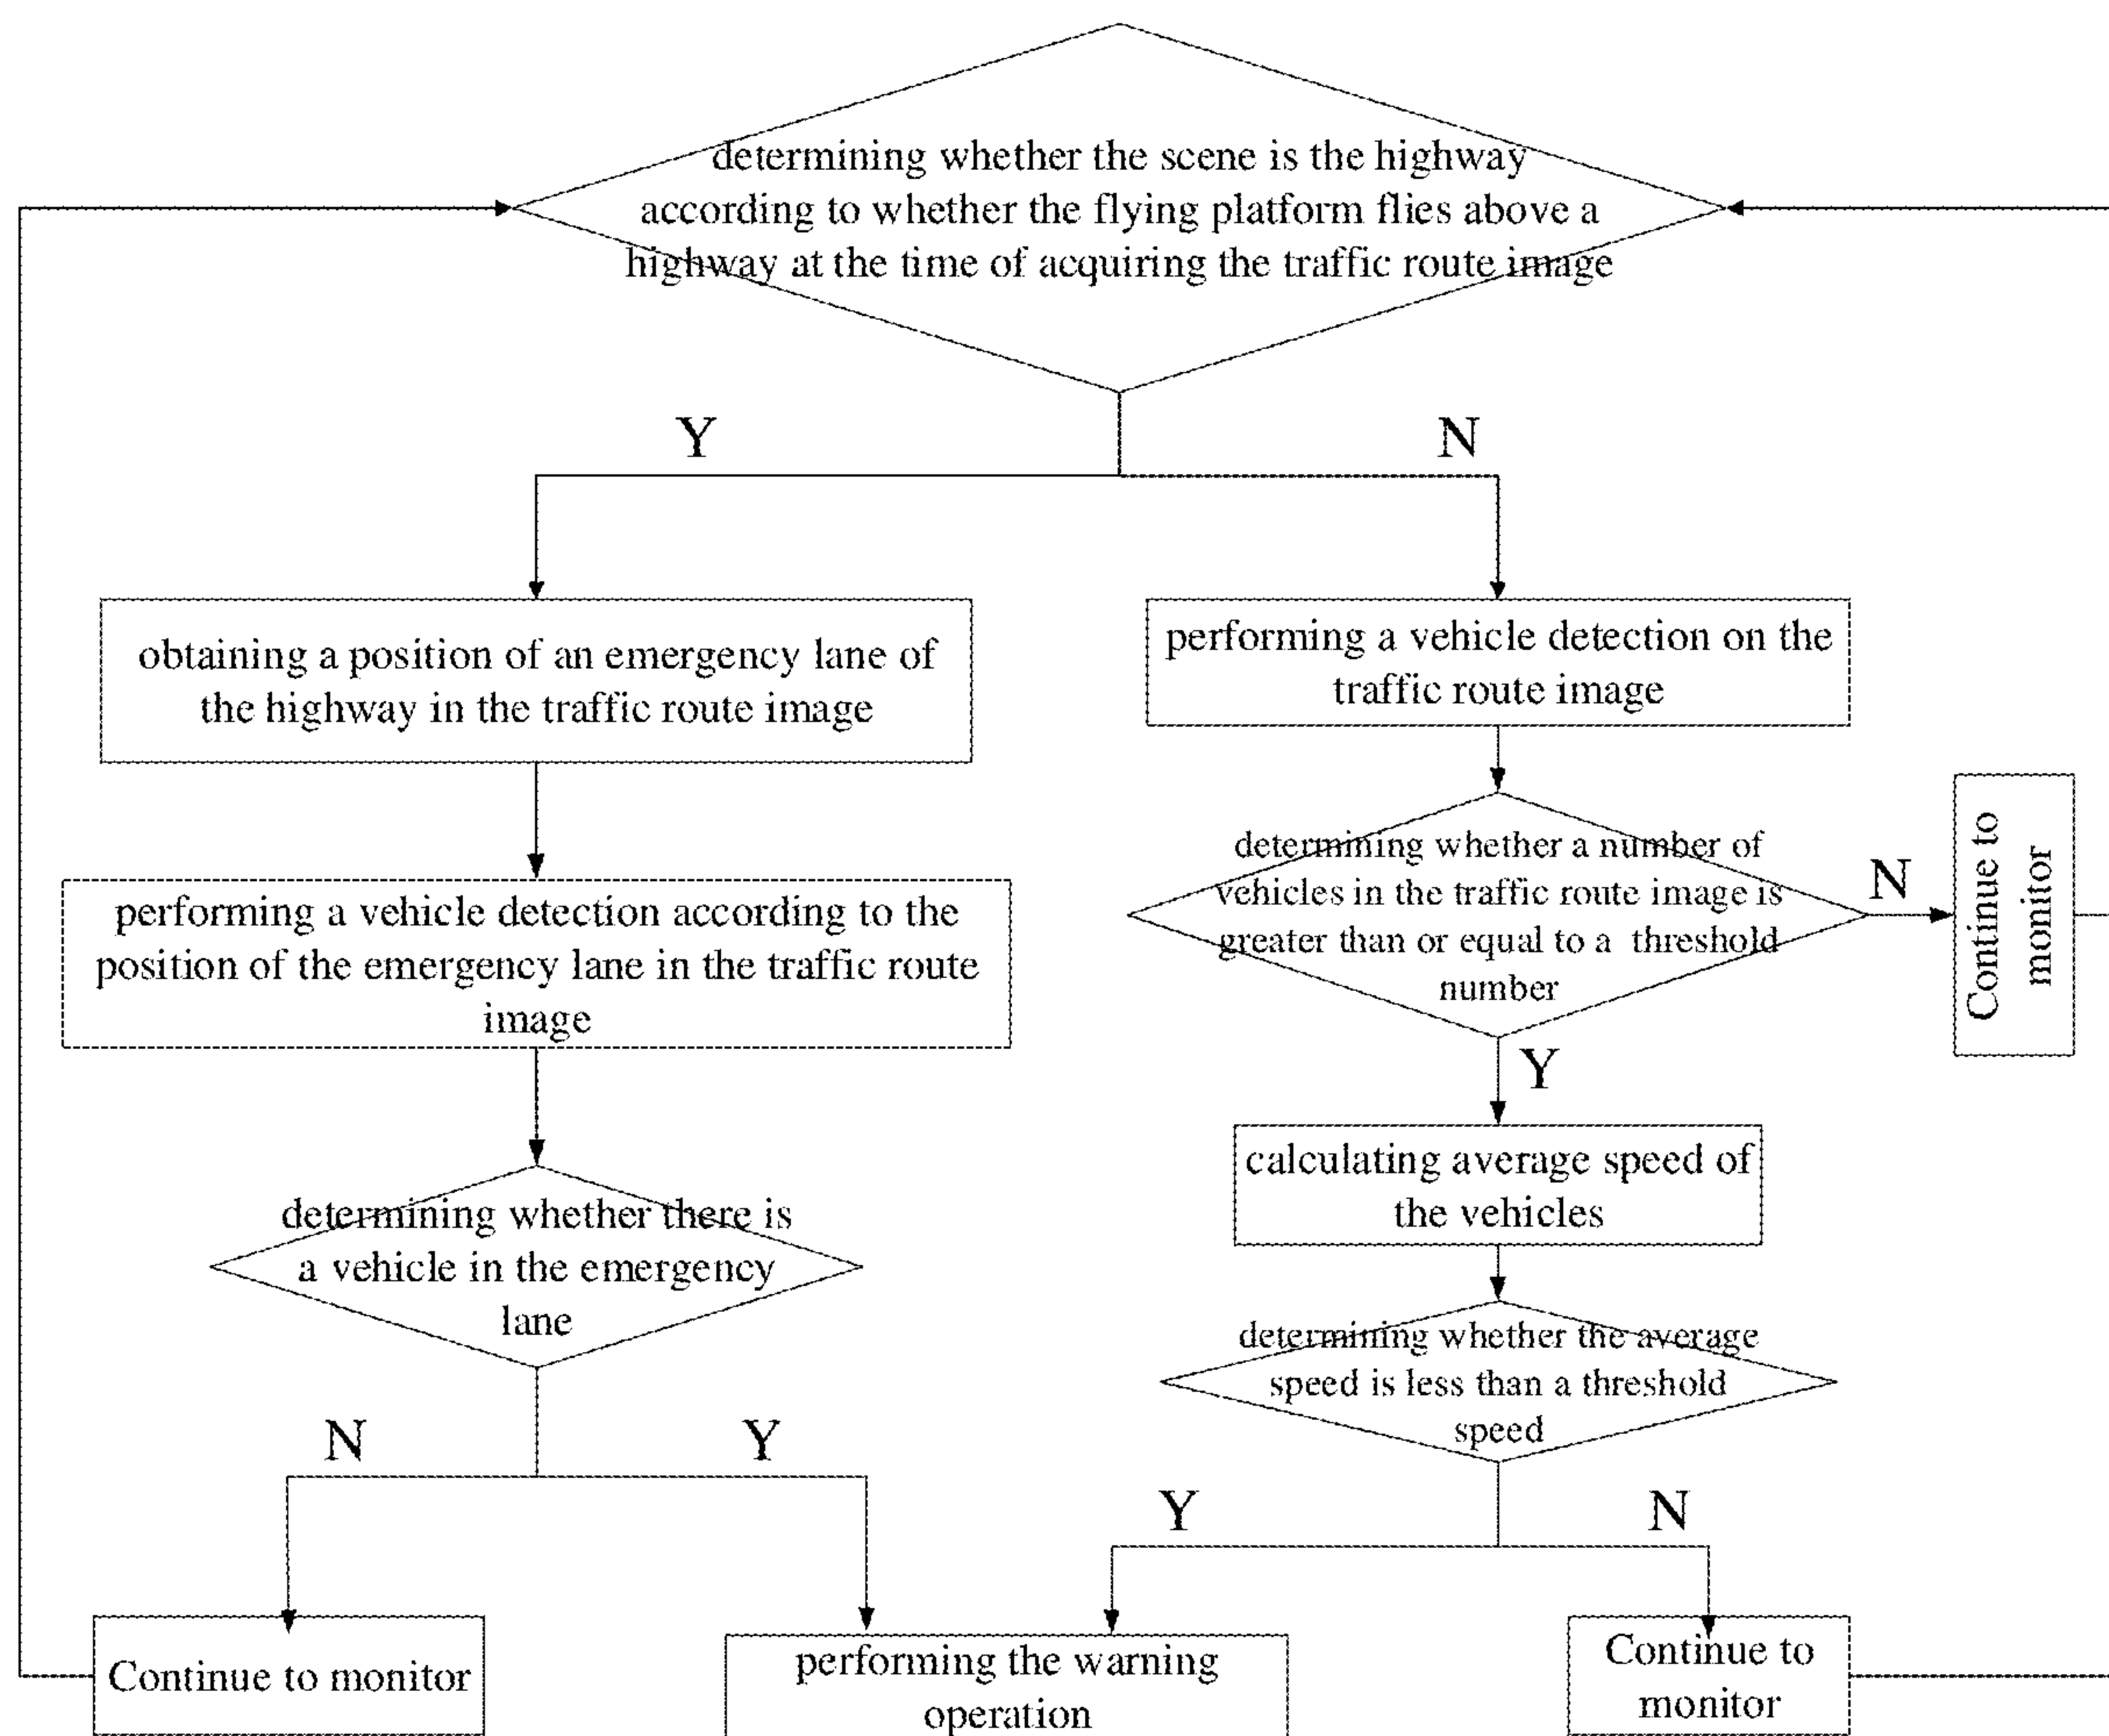 determining whether the scene is the highway
according to whether the flying platform flies above a
highway at the time of acquiring the traffic route image
Y
N
obtaining a position of an emergency lane of
the highway in the traffic route image
performing a vehicle detection according to the
position of the emergency lane in the traffic route
image
determining whether there is
a vehicle in the emergency
lane
N
Y
Continue to monitor
performing the warning
operation
performing a vehicle detection on the
traffic route image
determining whether a number of
vehicles in the traffic route image is
greater than or equal to a threshold
number
N
Continue to
monitor
Y
calculating average speed of
the vehicles
determining whether the average
speed is less than a threshold
speed
Y
N
Continue to
monitor